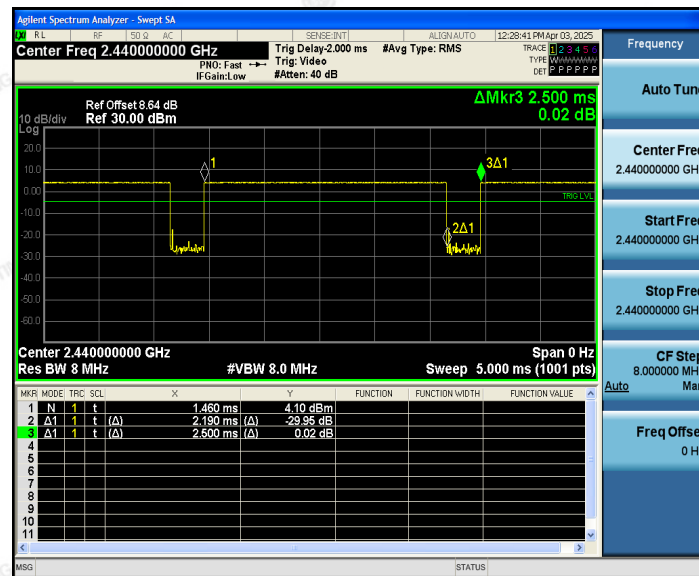 Agilent Spectrum Analyzer - Swept SA
LXI RL RF 50 Ω AC SENSE:INT ALIGNAUTO 12:28:41 PM Apr 03, 2025
Center Freq 2.440000000 GHz Trig Delay-2.000 ms #Avg Type: RMS TRACE 1 2 3 4 5 6
PNO: Fast Trig: Video TYPE W
IFGain:Low #Atten: 40 dB DET P P P P P P
Ref Offset 8.64 dB ΔMkr3 2.500 ms
10 dB/div Ref 30.00 dBm 0.02 dB
Log
20.0
10.0
0.00
-10.0
-20.0
-30.0
-40.0
-50.0
-60.0
1
3Δ1
TRIG LVL
2Δ1
Center 2.440000000 GHz Span 0 Hz
Res BW 8 MHz #VBW 8.0 MHz Sweep 5.000 ms (1001 pts)
MKR MODE TRC SCL X Y FUNCTION FUNCTION WIDTH FUNCTION VALUE
1 N 1 t 1.460 ms 4.10 dBm
2 Δ1 1 t (Δ) 2.190 ms (Δ) -29.95 dB
3 Δ1 1 t (Δ) 2.500 ms (Δ) 0.02 dB
4
5
6
7
8
9
10
11
MSG STATUS
Frequency
Auto Tun
Center Fre
2.440000000 GH
Start Fre
2.440000000 GH
Stop Fre
2.440000000 GH
CF Step
8.000000 MH
Auto Ma
Freq Offse
0 H